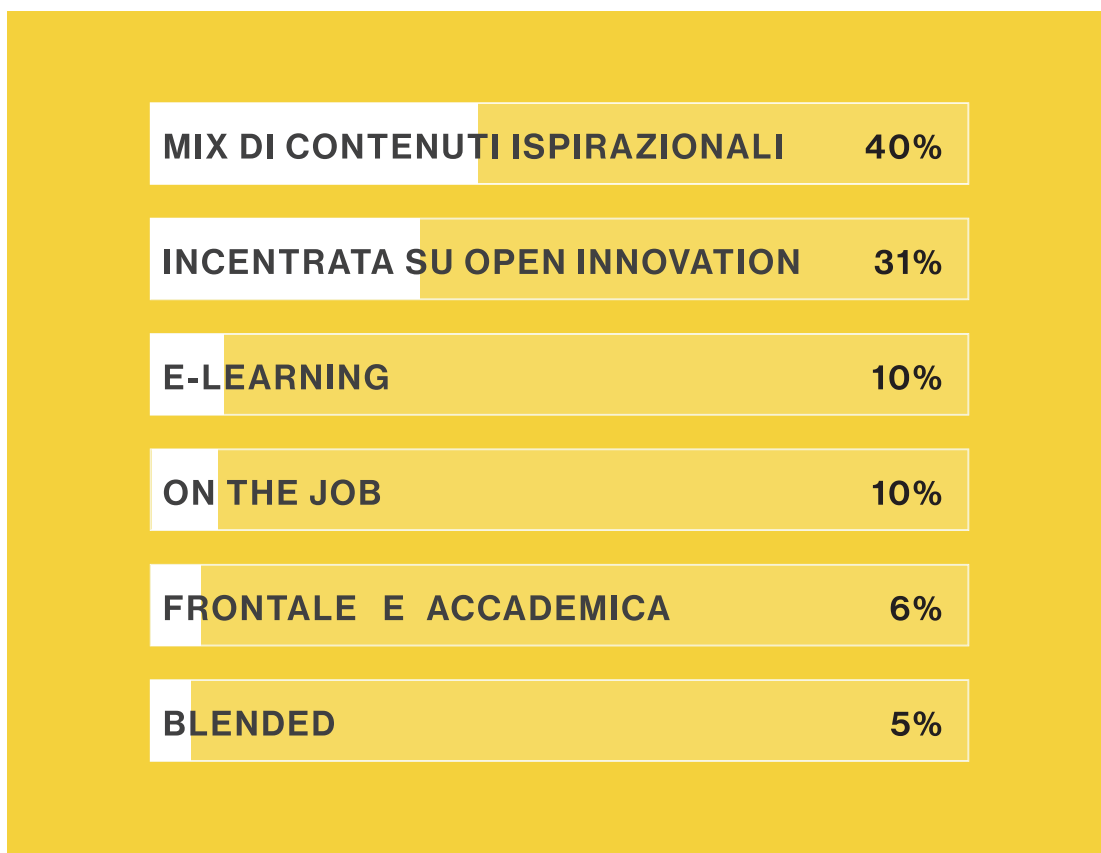 MIX DI CONTENUTI ISPIRAZIONALI 40%
INCENTRATA SU OPEN INNOVATION 31%
E-LEARNING 10%
ON THE JOB 10%
FRONTALE E ACCADEMICA 6%
BLENDED 5%